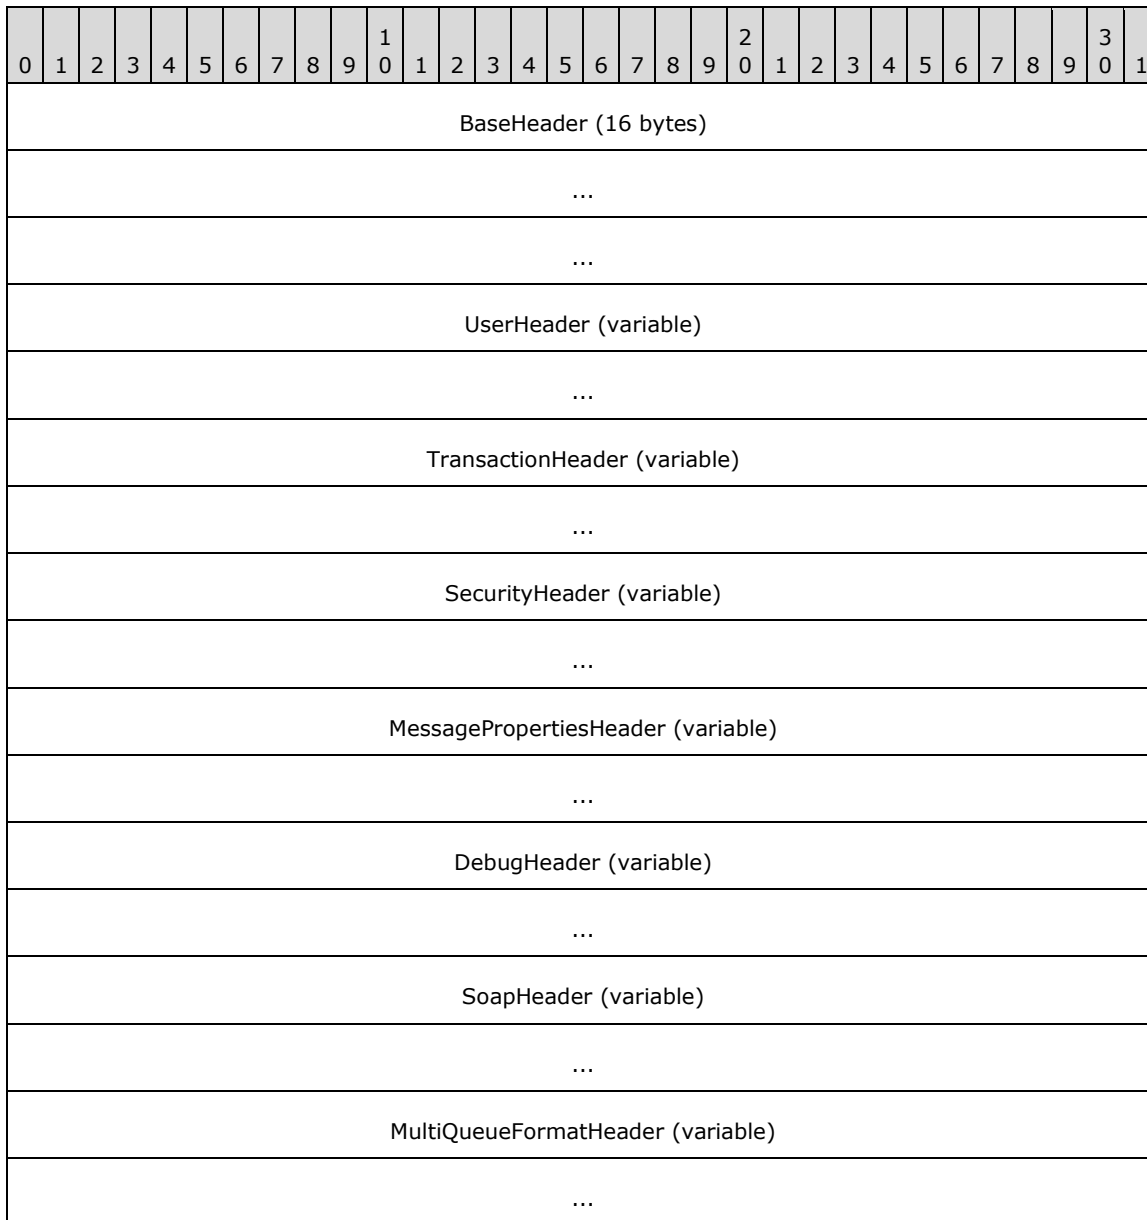 1 2 3
0 1 2 3 4 5 6 7 8 9 0 1 2 3 4 5 6 7 8 9 0 1 2 3 4 5 6 7 8 9 0 1
BaseHeader (16 bytes)
...
...
UserHeader (variable)
...
TransactionHeader (variable)
...
SecurityHeader (variable)
...
MessagePropertiesHeader (variable)
...
DebugHeader (variable)
...
SoapHeader (variable)
...
MultiQueueFormatHeader (variable)
...